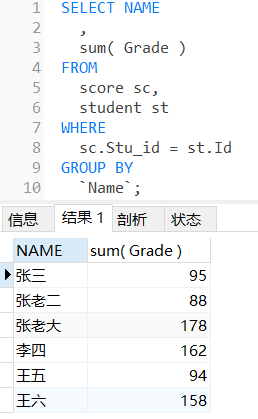 1 SELECT NAME
2 ,
3 sum( Grade )
4 FROM
5 score sc,
6 student st
7 WHERE
8 sc.Stu_id = st.Id
9 GROUP BY
10 `Name`;
信息 结果 1 剖析 状态
NAME sum( Grade )
张三 95
张老二 88
张老大 178
李四 162
王五 94
王六 158